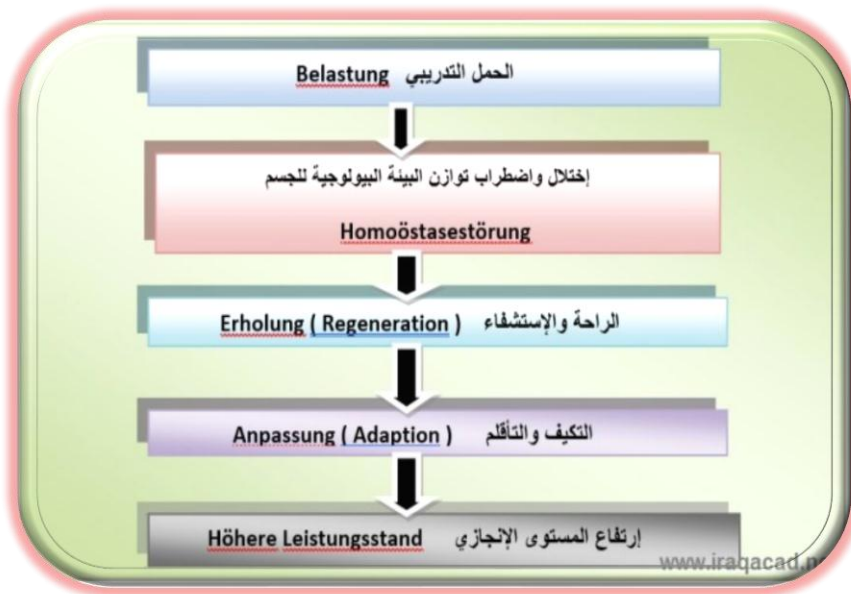 الحمل التدريبي Belastung
إختلال واضطراب توازن البيئة البيولوجية للجسم
Homoöstasestörung
الراحة والإستشفاء Erholung ( Regeneration )
التكيف والتأقلم Anpassung ( Adaption )
إرتفاع المستوى الإنجازي Höhere Leistungsstand
www.iraqacad.n